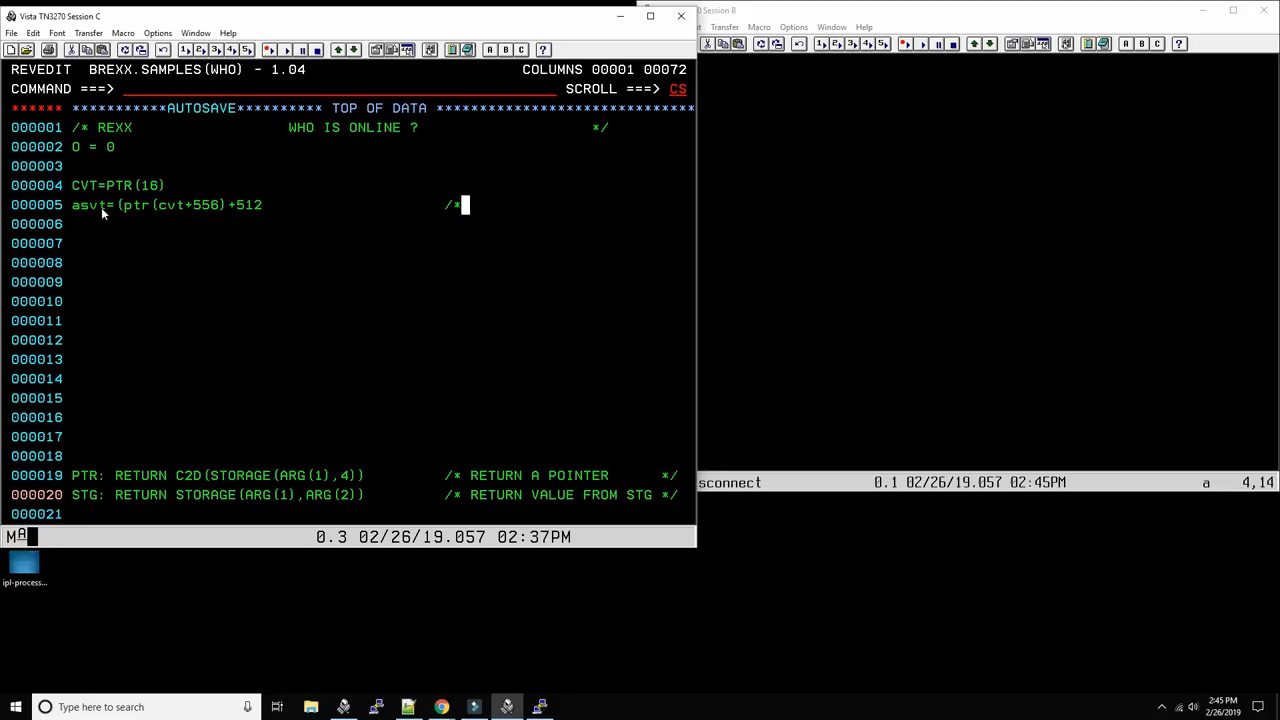 Vista TN3270 Session C
File Edit Font Transfer Macro Options Window Help
A B C ?
REVEDIT BREXX.SAMPLES(WHO) - 1.04 COLUMNS 00001 00072
COMMAND ===> SCROLL ===> CS
****** ***********AUTOSAVE********** TOP OF DATA ******************************
000001 /* REXX WHO IS ONLINE ? */
000002 O = 0
000003
000004 CVT=PTR(16)
000005 asvt=(ptr(cvt+556)+512 /*
000006
000007
000008
000009
000010
000011
000012
000013
000014
000015
000016
000017
000018
000019 PTR: RETURN C2D(STORAGE(ARG(1),4)) /* RETURN A POINTER */
000020 STG: RETURN STORAGE(ARG(1),ARG(2)) /* RETURN VALUE FROM STG */
000021
MA 0.3 02/26/19.057 02:37PM
0 Session B
t Transfer Macro Options Window Help
A B C ?
sconnect 0.1 02/26/19.057 02:45PM a 4,14
ipl-process...
Type here to search
2:45 PM
2/26/2019